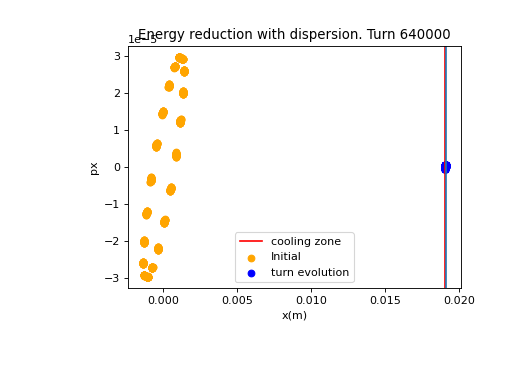 Energy reduction with dispersion. Turn 640000
1e−5
3
2
1
0
−1
−2
−3
px
cooling zone
Initial
turn evolution
0.000 0.005 0.010 0.015 0.020
x(m)